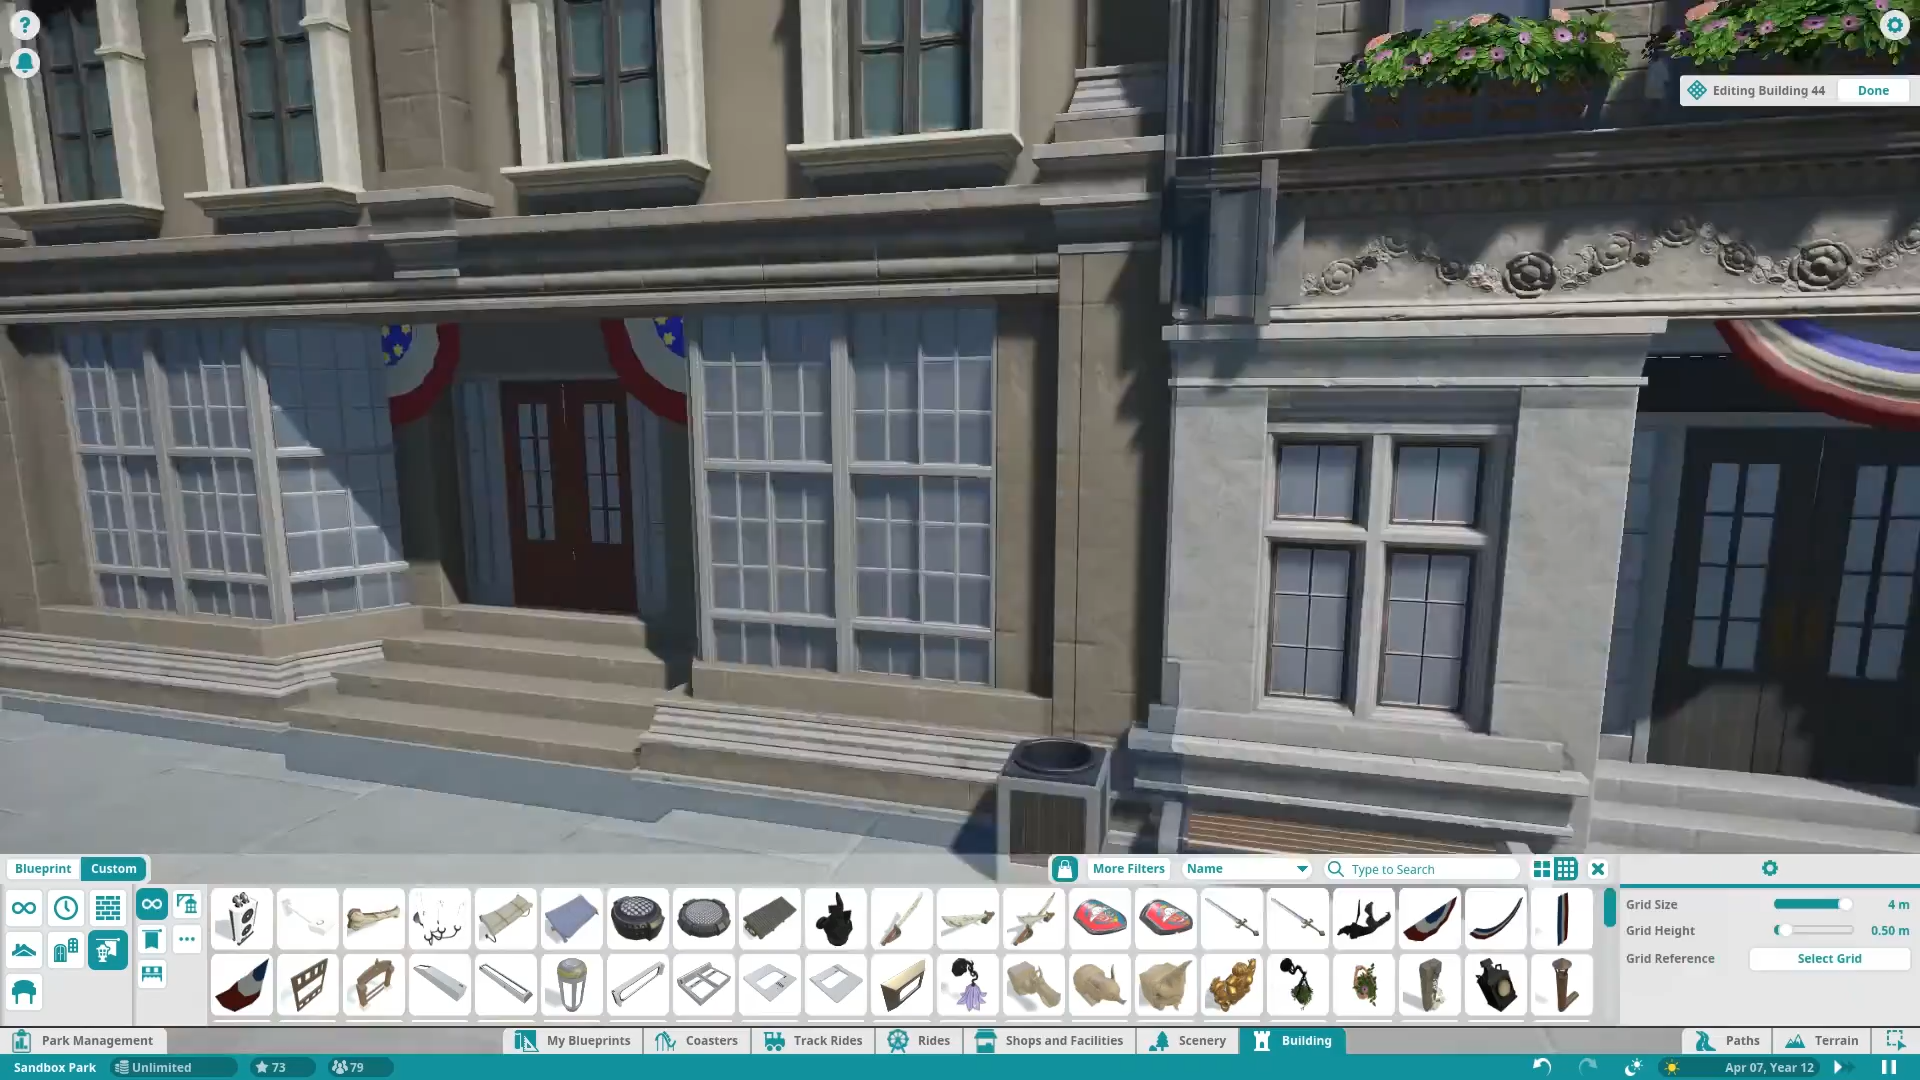 ?
Editing Building 44 Done
Blueprint Custom
More Filters Name Type to Search
Grid Size 4 m
Grid Height 0.50 m
Grid Reference Select Grid
Park Management My Blueprints Coasters Track Rides Rides Shops and Facilities Scenery Building Paths Terrain
Sandbox Park Unlimited 73 79 Apr 07, Year 12